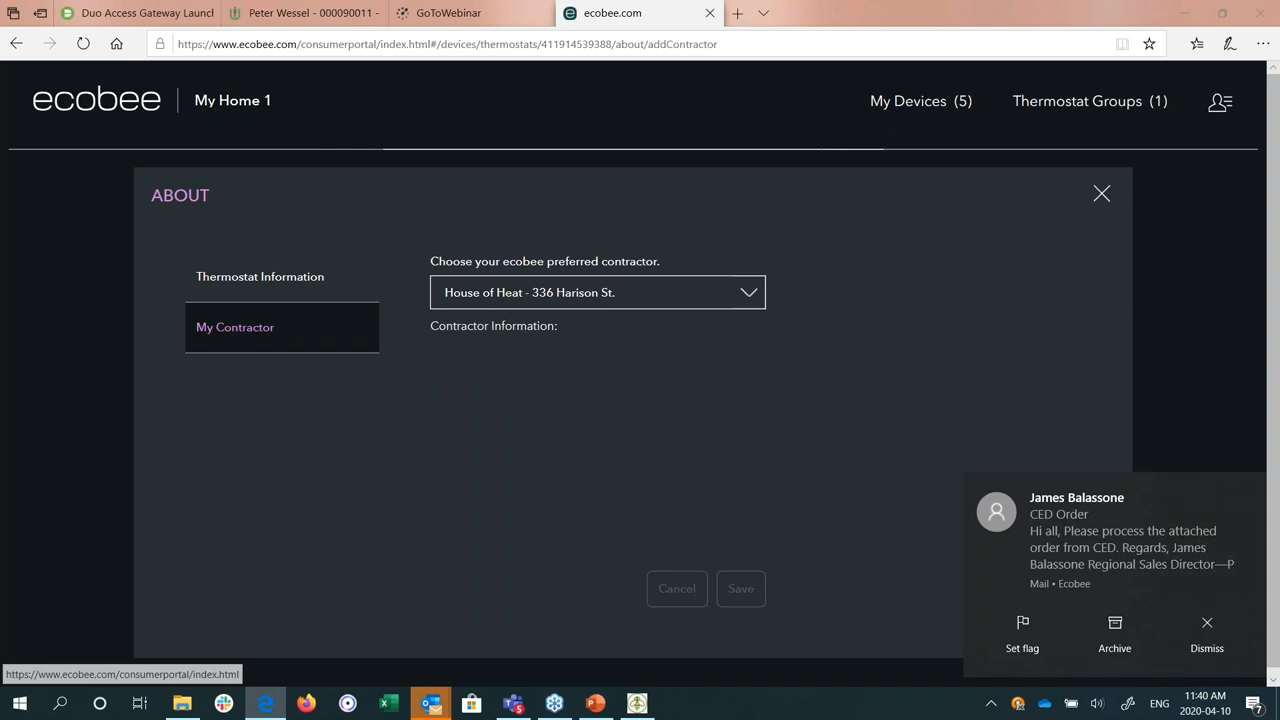 Duo Access Gateway Launcl
Peter Wessel - 000090011 -
GoToWebinar
ecobee.com
https://www.ecobee.com/consumerportal/index.html#/devices/thermostats/411914539388/about/addContractor
ecobee
My Home 1
My Devices (5)
Thermostat Groups (1)
ABOUT
Thermostat Information
My Contractor
Choose your ecobee preferred contractor.
House of Heat - 336 Harison St.
Contractor Information:
Cancel
Save
James Balassone
CED Order
Hi all, Please process the attached
order from CED. Regards, James
Balassone Regional Sales Director—P
Mail • Ecobee
Set flag
Archive
Dismiss
https://www.ecobee.com/consumerportal/index.html
ENG
11:40 AM
2020-04-10
7